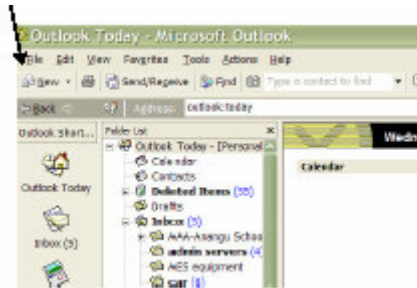 Outlook Today - Microsoft Outlook
File Edit View Favorites Tools Actions Help
New Send/Receive Find Type a contact to find
Back Address outlook:today
Outlook Short... Folder List
Outlook Today - [Personal
Calendar
Contacts
Outlook Today
Deleted Items (55)
Drafts
Inbox (5)
Inbox (5)
AAA-Anangu Schoo
admin servers (4
AES equipment
Wedn
Calendar